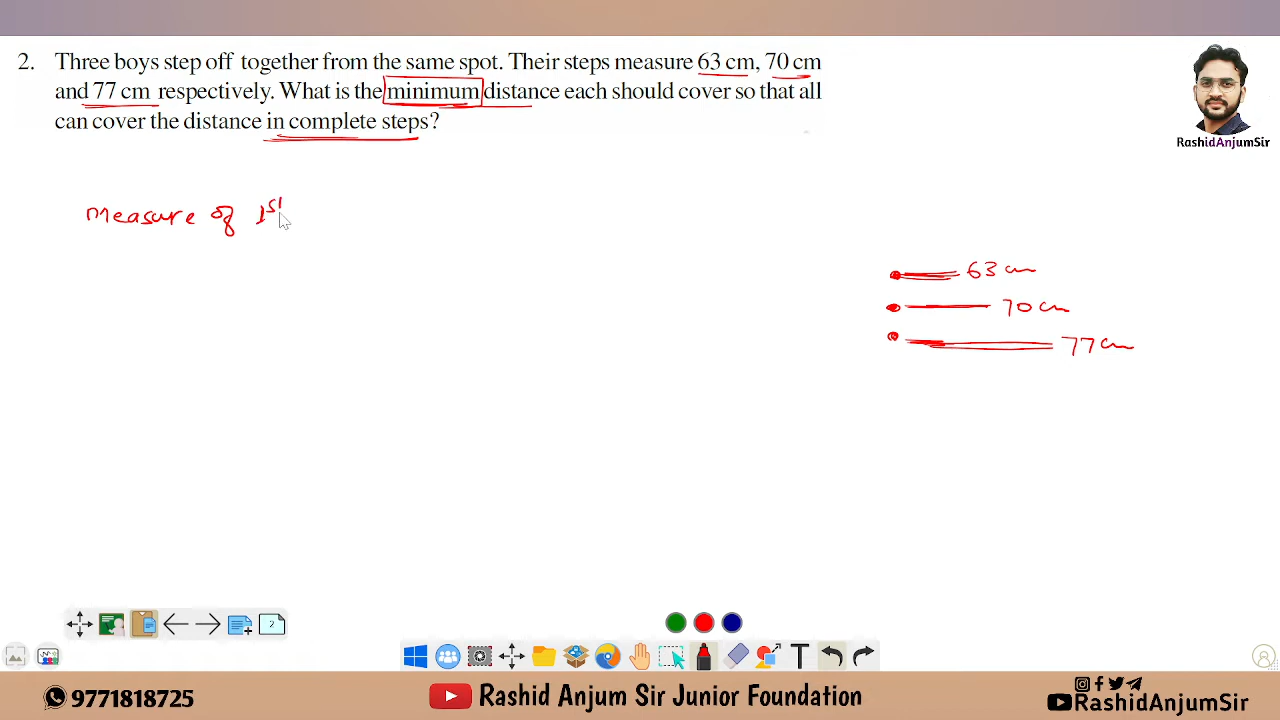 2. Three boys step off together from the same spot. Their steps measure 63 cm, 70 cm
and 77 cm respectively. What is the minimum distance each should cover so that all
can cover the distance in complete steps?
RashidAnjumSir
Measure of 1st
63 cm
70 cm
77 cm
2
T
9771818725
Rashid Anjum Sir Junior Foundation
RashidAnjumSir